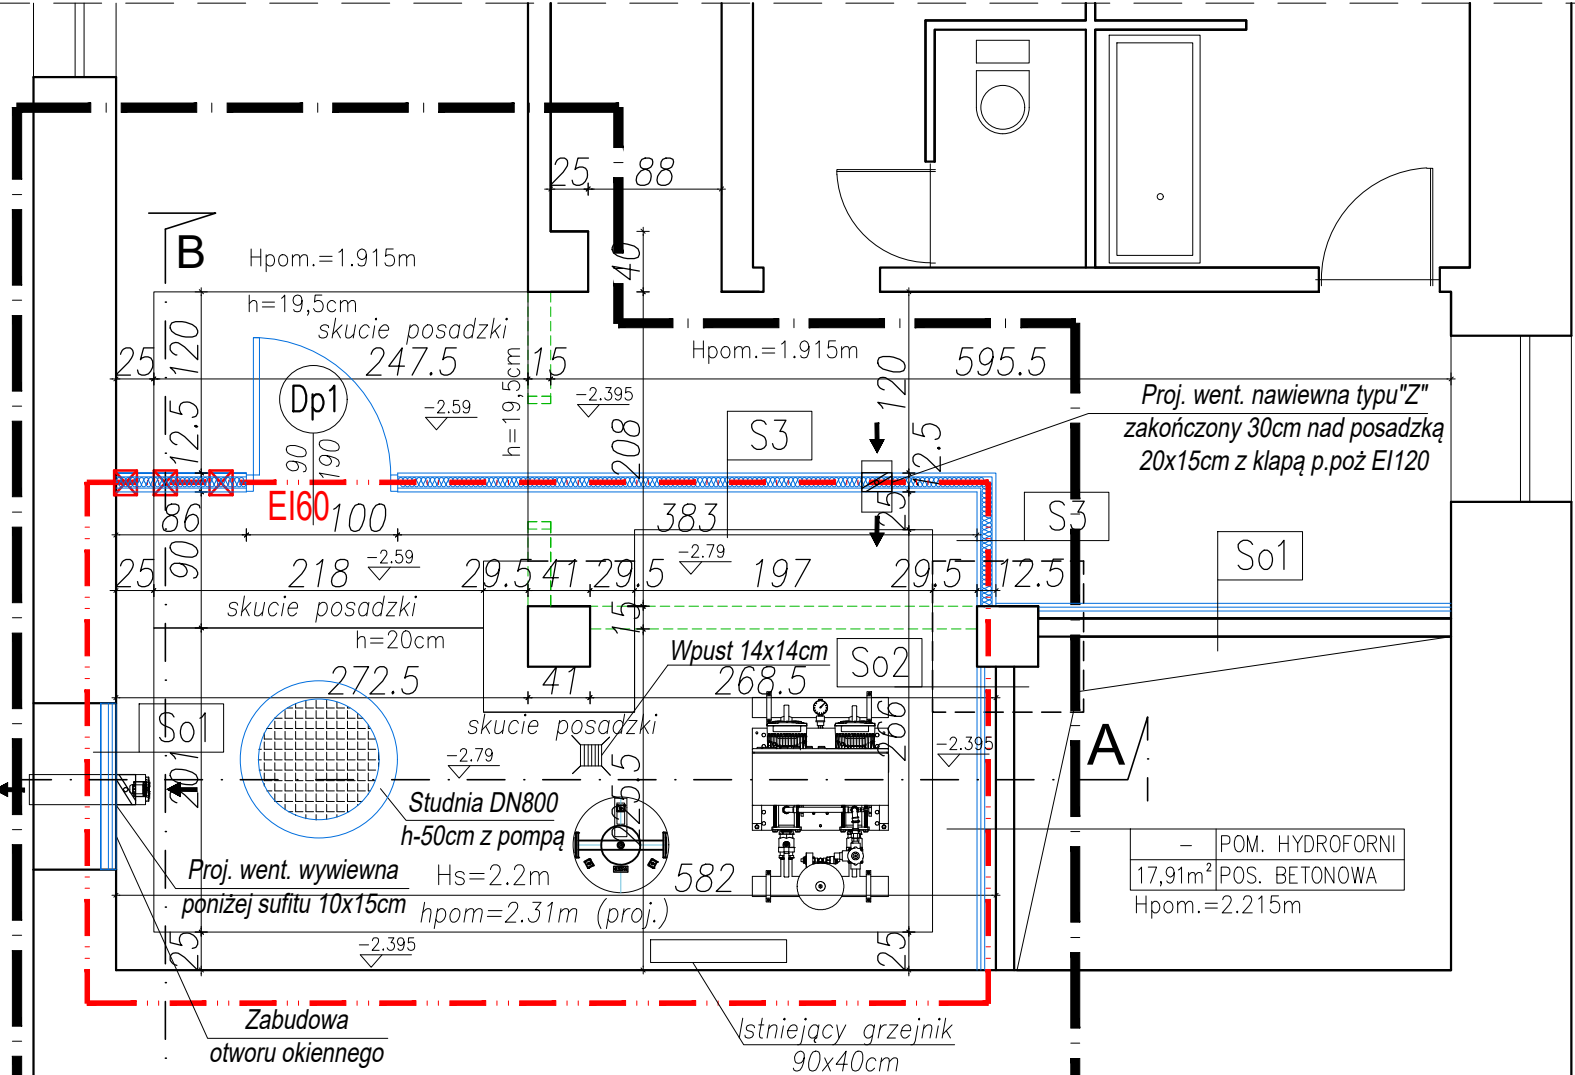 25
88
B
Hpom.=1.915m
40
h=19,5cm
skucie posadzki
120
25
247.5
15
Hpom.=1.915m
595.5
h=19,5cm
120
Dp1
-2.59
-2.395
Proj. went. nawiewna typu"Z"
zakończony 30cm nad posadzką
20x15cm z klapą p.poż EI120
S3
12.5
90
190
208
12.5
EI60
86
100
383
25
S3
90
-2.59
-2.79
So1
25
218
29.5
41
29.5
197
29.5
12.5
skucie posadzki
h=20cm
15
Wpust 14x14cm
So2
272.5
41
268.5
So1
skucie posadzki
266
-2.79
-2.395
A
201
255.5
Studnia DN800
h-50cm z pompą
Proj. went. wywiewna
poniżej sufitu 10x15cm
Hs=2.2m
582
hpom=2.31m (proj.)
- POM. HYDROFORNI
17,91m² POS. BETONOWA
Hpom.=2.215m
25
-2.395
25
Zabudowa
otworu okiennego
Istniejący grzejnik
90x40cm